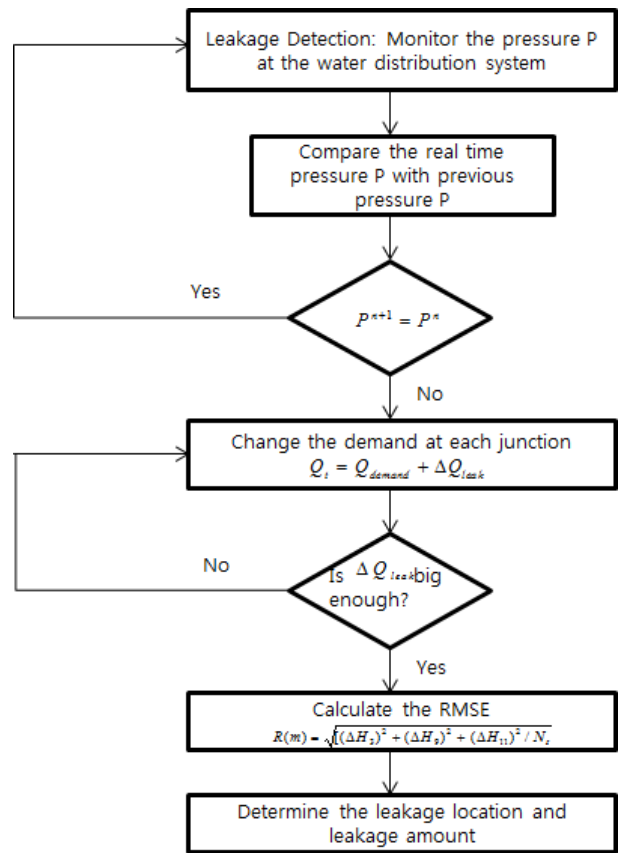 Leakage Detection: Monitor the pressure P
at the water distribution system
Compare the real time
pressure P with previous
pressure P
Yes
Pⁿ⁺¹ = Pⁿ
No
Change the demand at each junction
Q_t = Q_demand + ΔQ_leak
No
Is ΔQ_leak big
enough?
Yes
Calculate the RMSE
R(m) = √[(ΔH_2)² + (ΔH_9)² + (ΔH_11)² / N_s
Determine the leakage location and
leakage amount